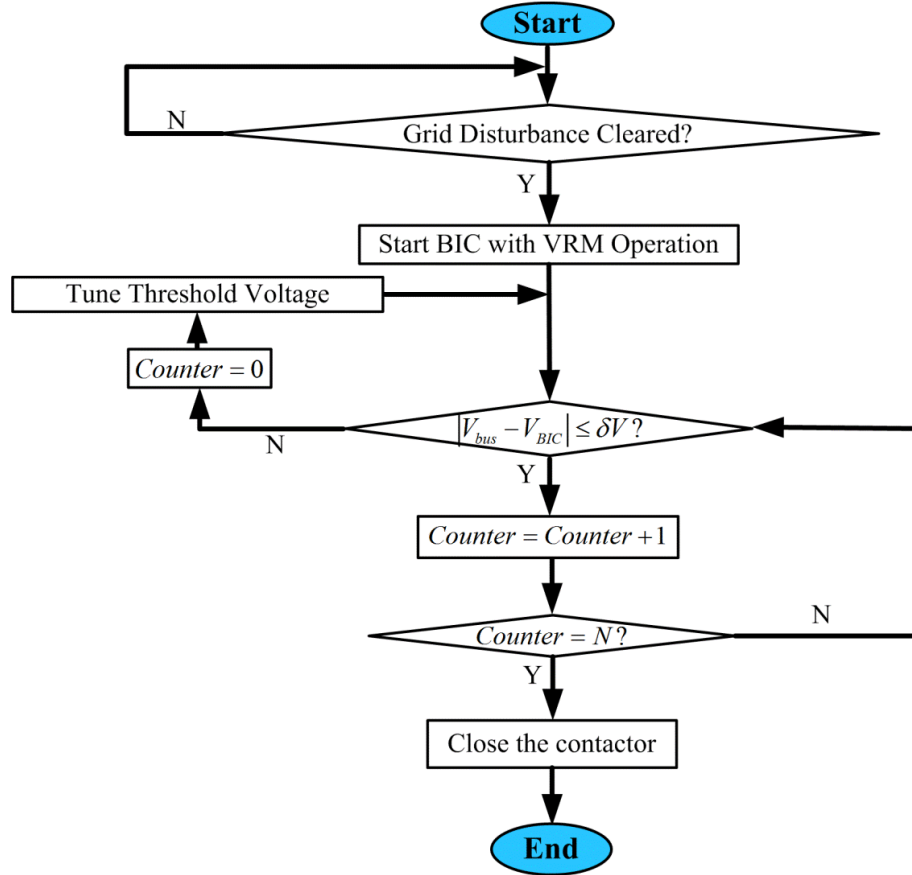 Start
N
Grid Disturbance Cleared?
Y
Start BIC with VRM Operation
Tune Threshold Voltage
Counter = 0
|V_bus − V_BIC| ≤ δV ?
N
Y
Counter = Counter +1
N
Counter = N ?
Y
Close the contactor
End